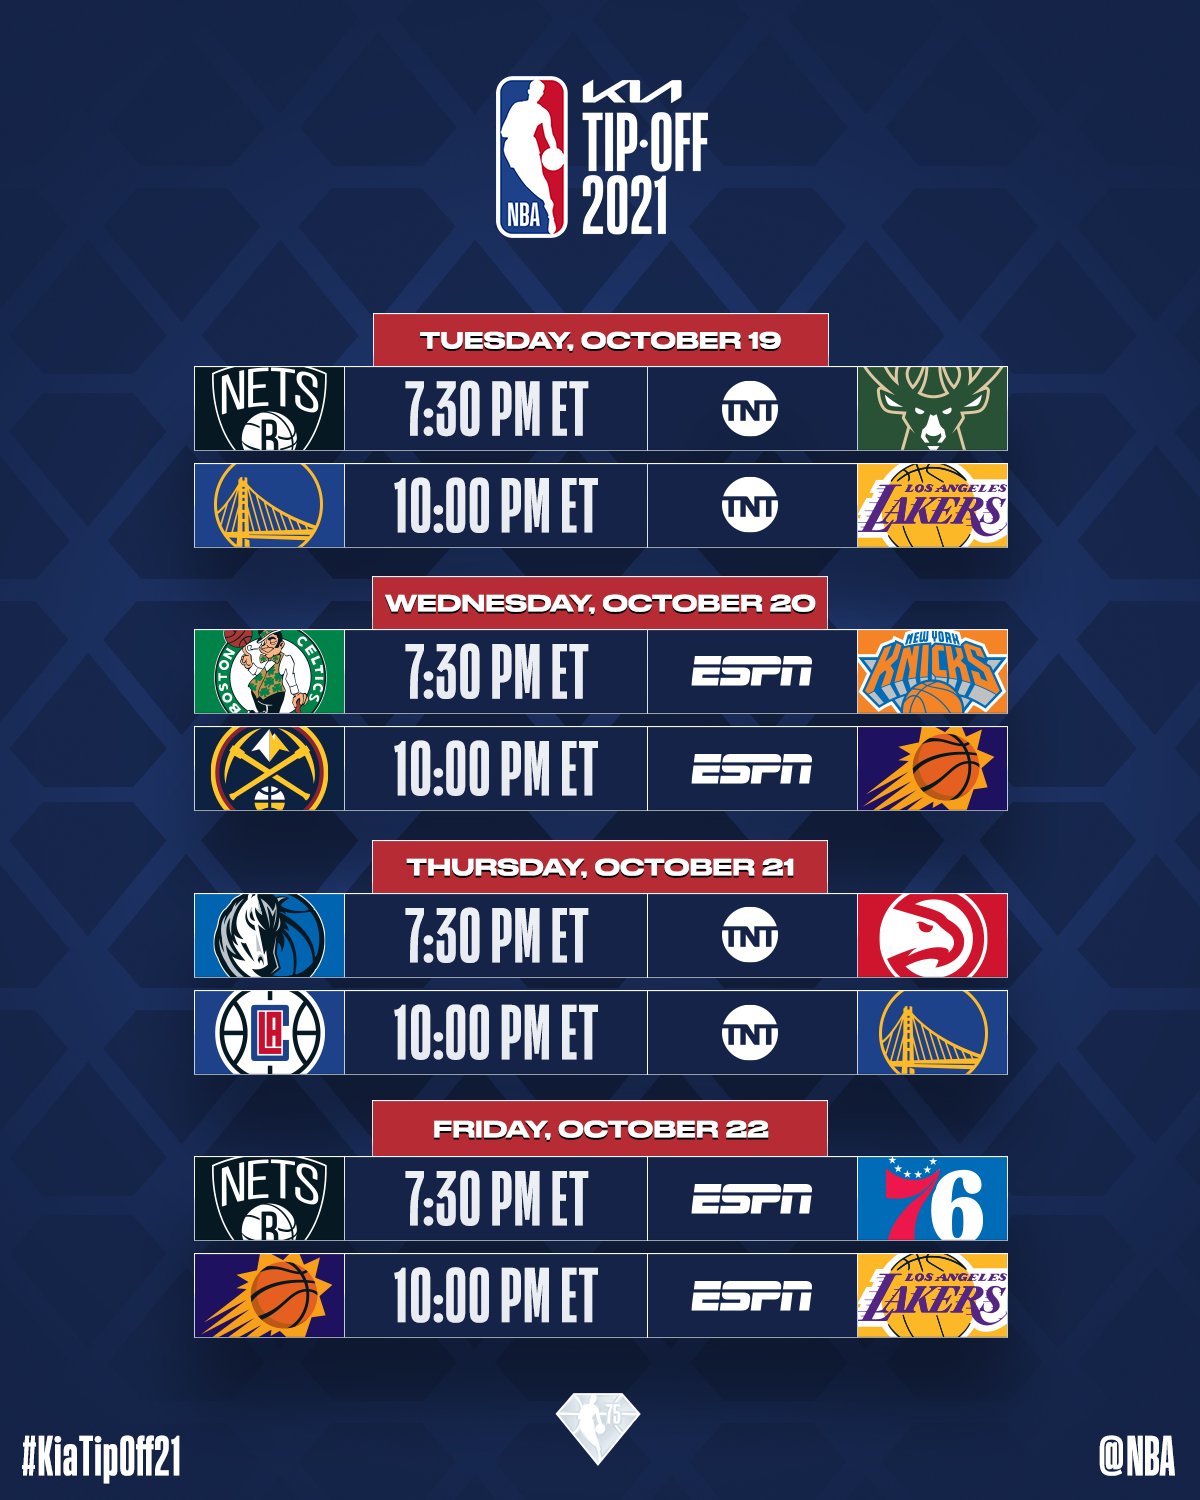 KIA
TIP·OFF
2021
NBA
TUESDAY, OCTOBER 19
NETS
B
7:30 PM ET
TNT
10:00 PM ET
TNT
LOS ANGELES
LAKERS
WEDNESDAY, OCTOBER 20
BOSTON CELTICS
7:30 PM ET
ESPN
NEW YORK
KNICKS
10:00 PM ET
ESPN
THURSDAY, OCTOBER 21
7:30 PM ET
TNT
LA
C
10:00 PM ET
TNT
FRIDAY, OCTOBER 22
NETS
B
7:30 PM ET
ESPN
76
10:00 PM ET
ESPN
LOS ANGELES
LAKERS
75
#KiaTipOff21
@NBA